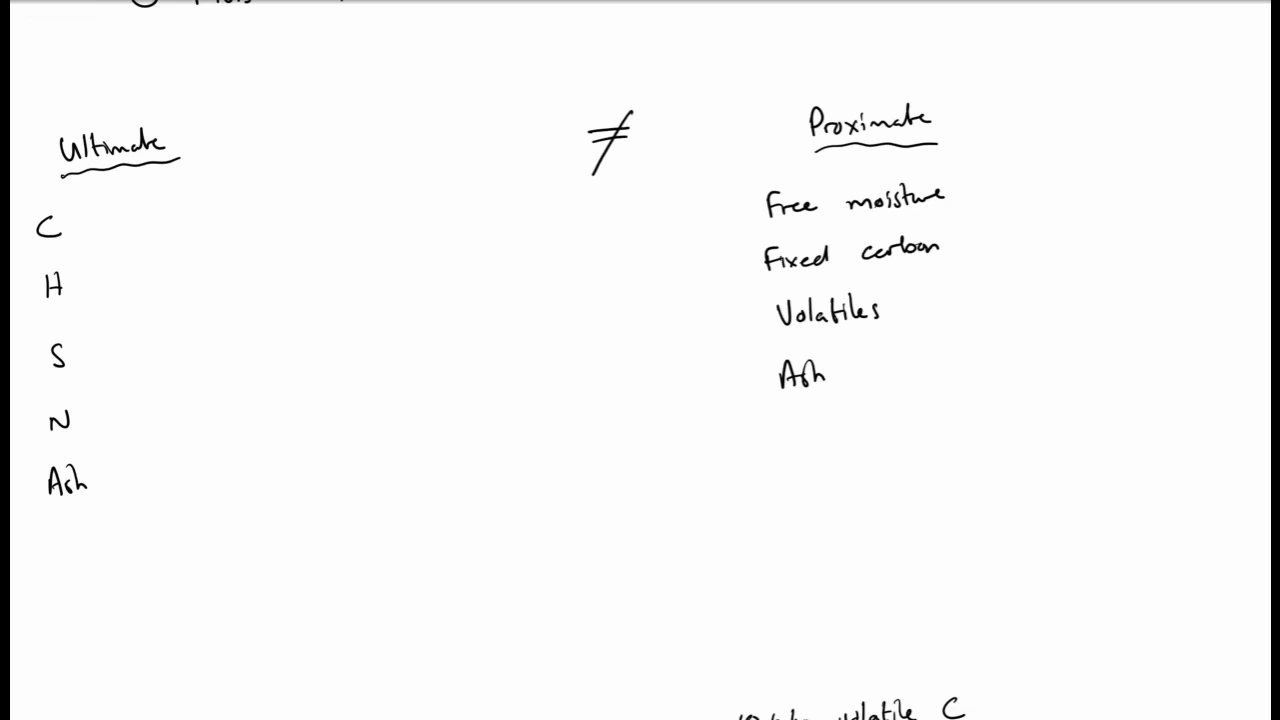 Ultimate
≠
Proximate
C
H
S
N
Ash
Free moisture
Fixed carbon
Volatiles
Ash
volatile C